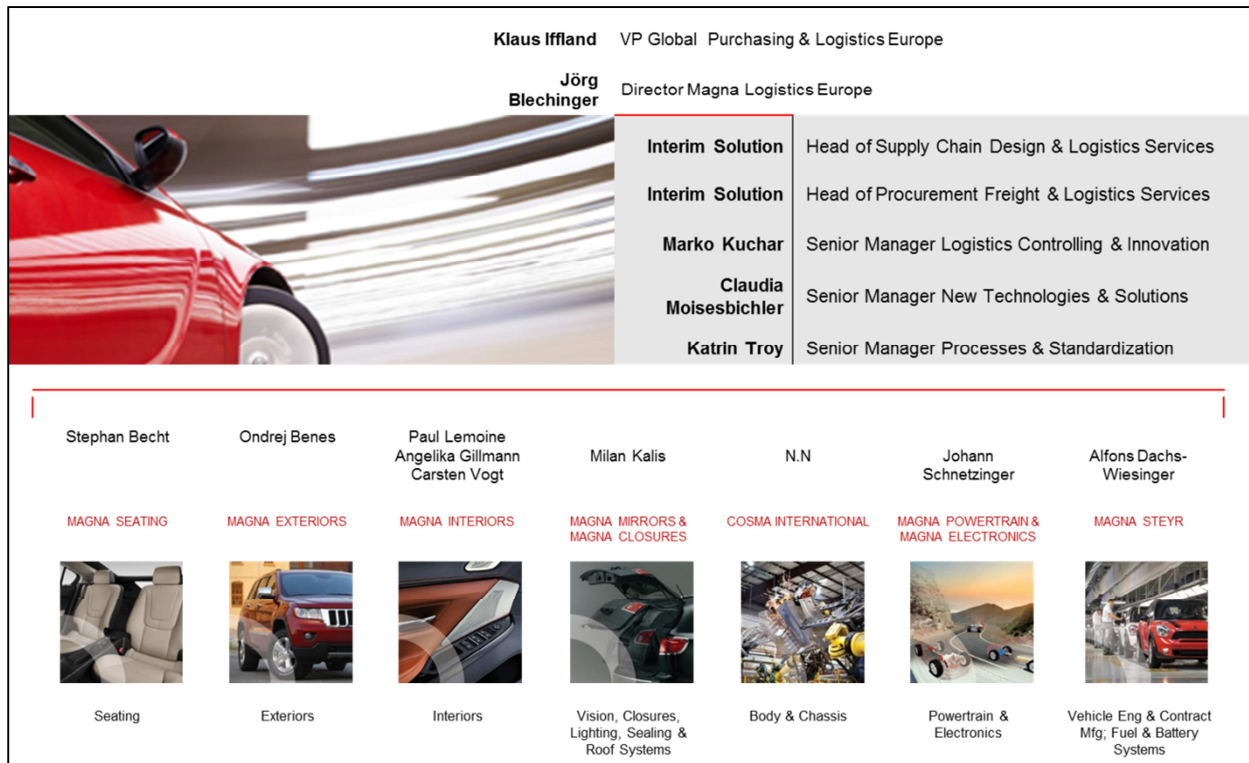 Klaus Iffland VP Global Purchasing & Logistics Europe
Jörg
Blechinger Director Magna Logistics Europe
Interim Solution Head of Supply Chain Design & Logistics Services
Interim Solution Head of Procurement Freight & Logistics Services
Marko Kuchar Senior Manager Logistics Controlling & Innovation
Claudia
Moisesbichler Senior Manager New Technologies & Solutions
Katrin Troy Senior Manager Processes & Standardization
Stephan Becht
Ondrej Benes
Paul Lemoine
Angelika Gillmann
Carsten Vogt
Milan Kalis
N.N
Johann
Schnetzinger
Alfons Dachs-
Wiesinger
MAGNA SEATING
MAGNA EXTERIORS
MAGNA INTERIORS
MAGNA MIRRORS &
MAGNA CLOSURES
COSMA INTERNATIONAL
MAGNA POWERTRAIN &
MAGNA ELECTRONICS
MAGNA STEYR
Seating
Exteriors
Interiors
Vision, Closures,
Lighting, Sealing &
Roof Systems
Body & Chassis
Powertrain &
Electronics
Vehicle Eng & Contract
Mfg; Fuel & Battery
Systems